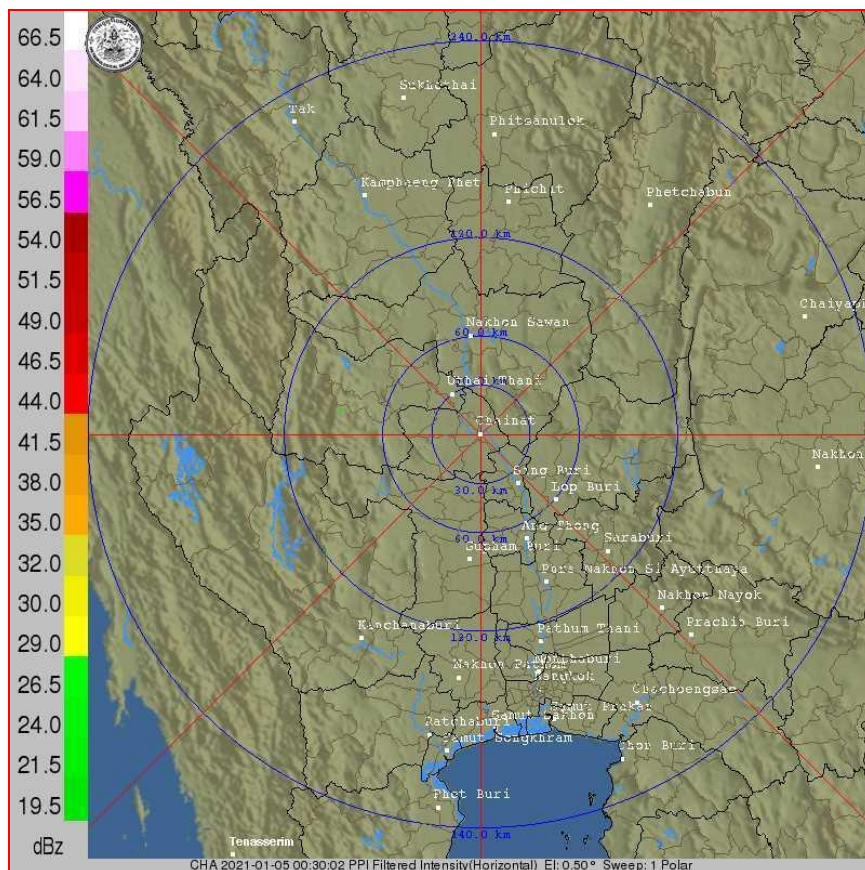 66.5
64.0
61.5
59.0
56.5
54.0
51.5
49.0
46.5
44.0
41.5
38.0
35.0
32.0
30.0
29.0
26.5
24.0
21.5
19.5
dBz
240.0 km
Sukhothai
Tak
Phitsanulok
Kamphaeng Phet
Phichit
Phetchabun
120.0 km
Chaiyaph
Nakhon Sawan
60.0 km
Uthai Thani
Chainat
Nakhon
Sing Buri
30.0 km
Lop Buri
Ang Thong
60.0 km
Suphan Buri
Saraburi
Pora Nakhon Si Ayutthaya
Nakhon Nayok
Kanchanaburi
120.0 km
Pathum Thani
Prachin Buri
Nonthaburi
Nakhon Pathom
Bangkok
Chachoengsao
Samut Prakan
Samut Sakhon
Ratchaburi
Samut Songkhram
Chon Buri
Phet Buri
240.0 km
Tenasserim
CHA 2021-01-05 00:30:02 PPI Filtered Intensity(Horizontal) El: 0.50° Sweep: 1 Polar